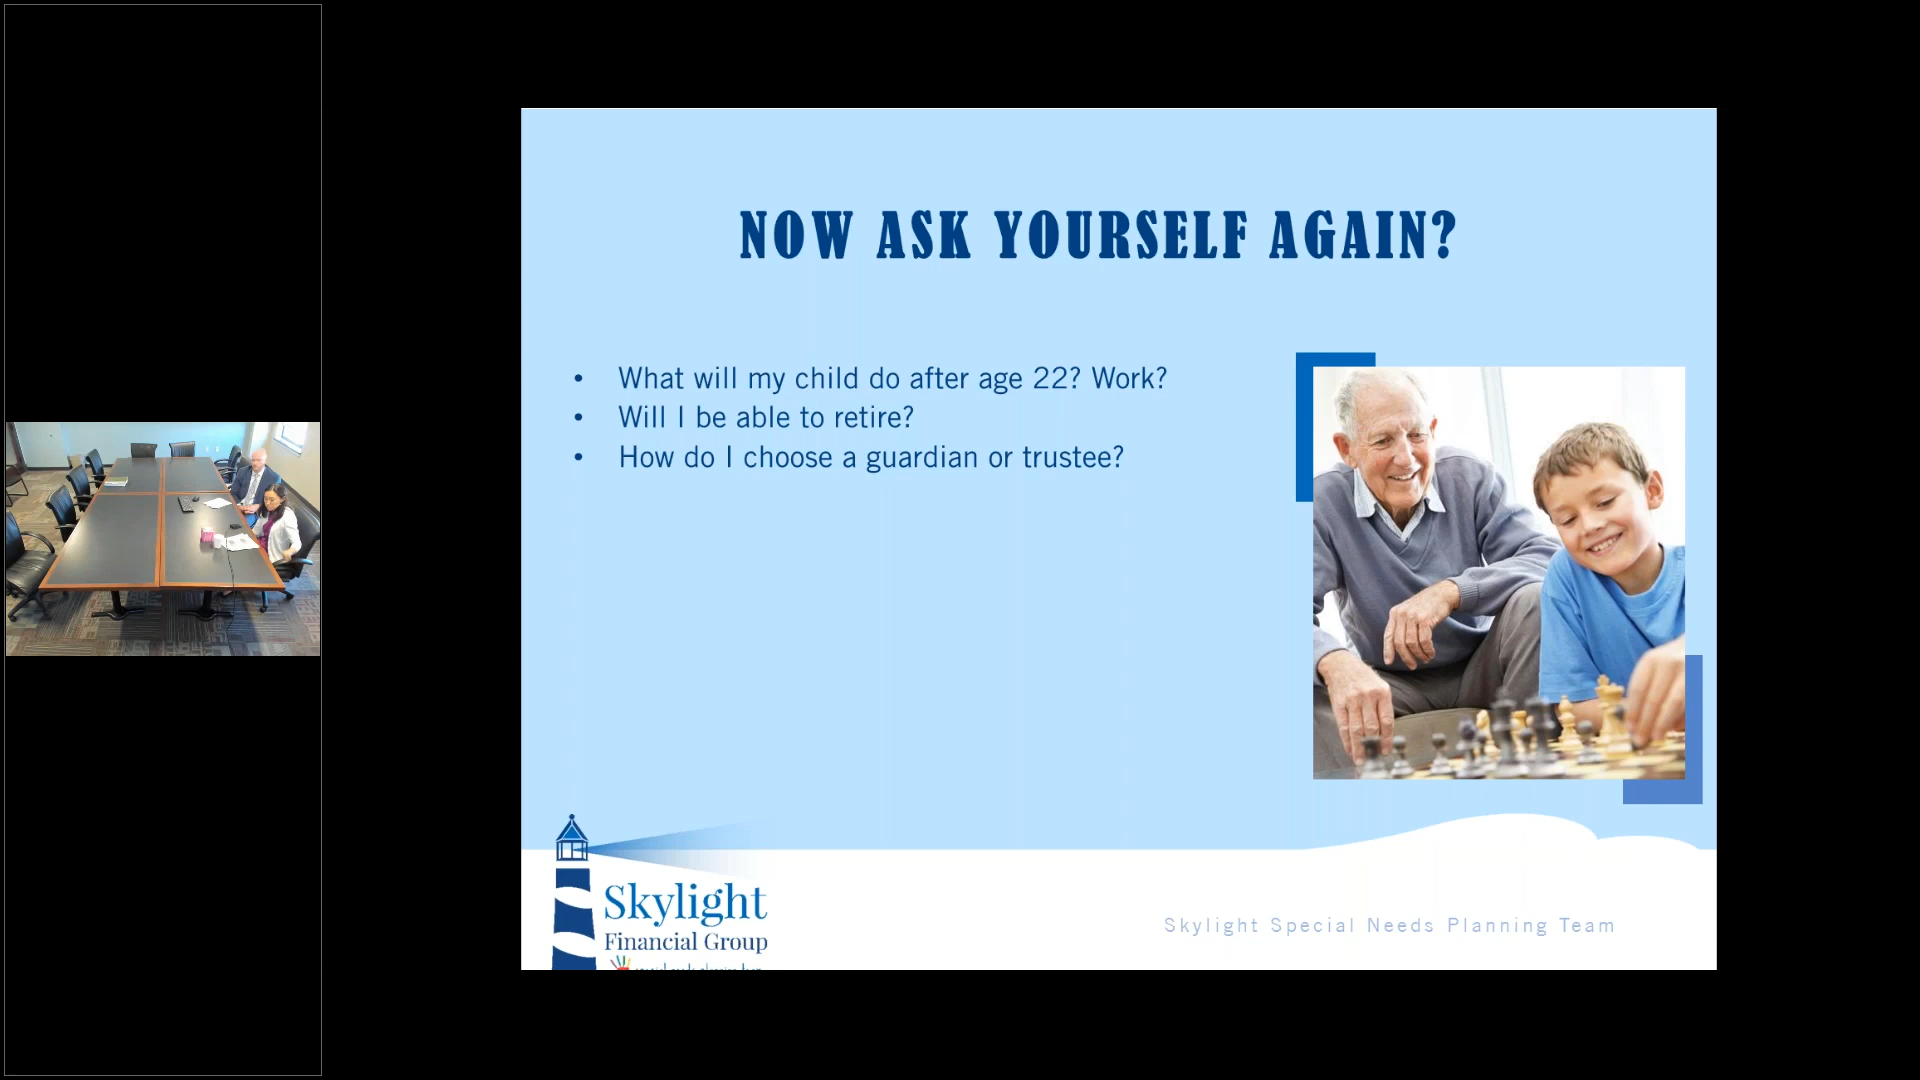 NOW ASK YOURSELF AGAIN?
• What will my child do after age 22? Work?
• Will I be able to retire?
• How do I choose a guardian or trustee?
Skylight
Financial Group
Skylight Special Needs Planning Team